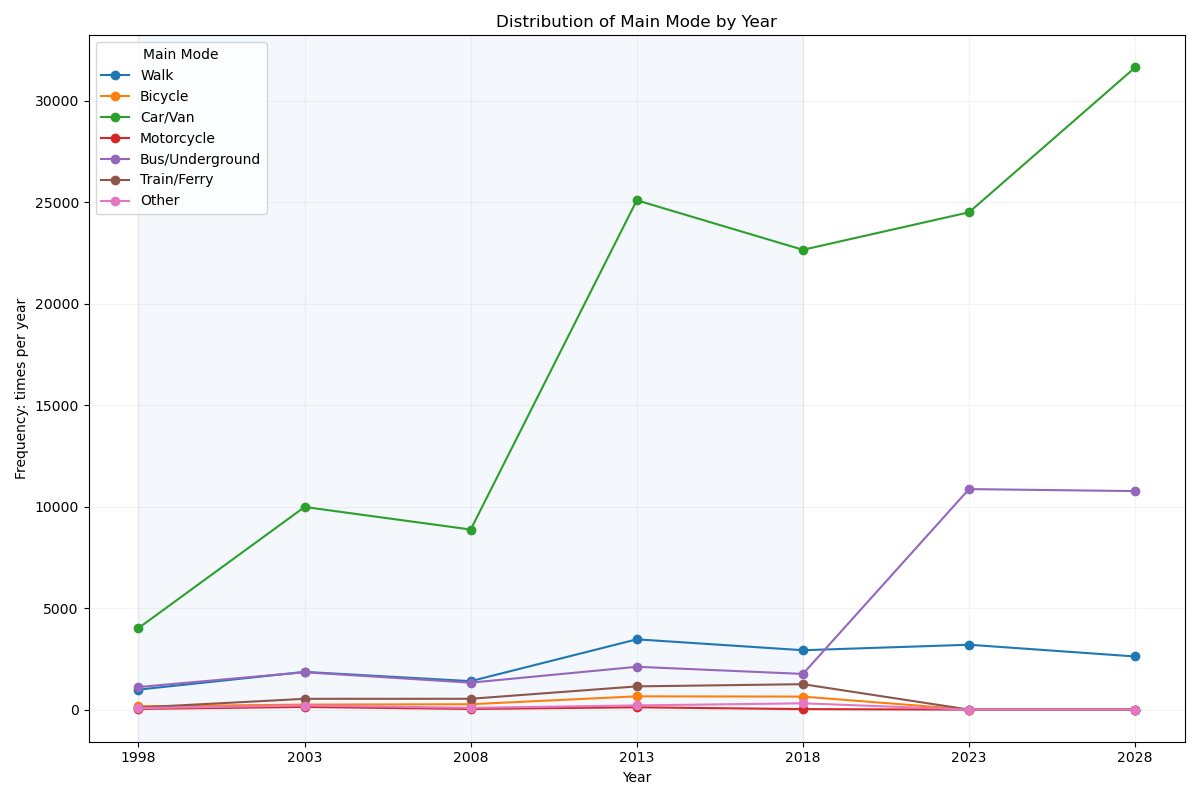 Distribution of Main Mode by Year
Main Mode
Walk
Bicycle
Car/Van
Motorcycle
Bus/Underground
Train/Ferry
Other
Frequency: times per year
30000
25000
20000
15000
10000
5000
0
1998 2003 2008 2013 2018 2023 2028
Year